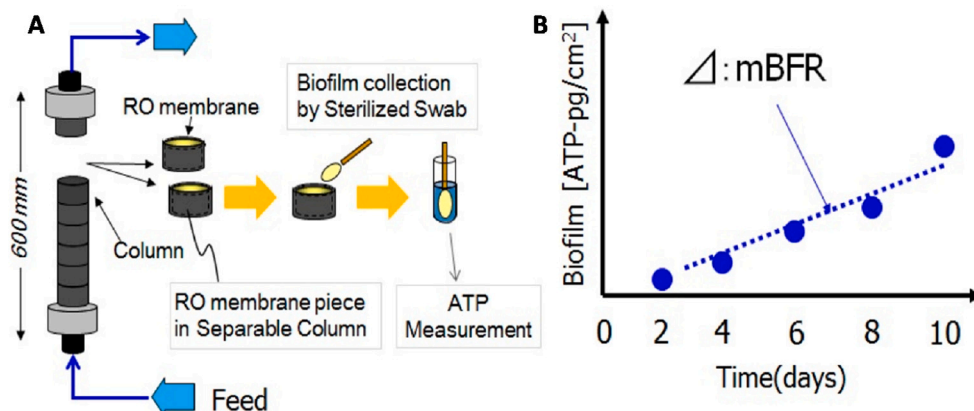 A
600 mm
RO membrane
Biofilm collection
by Sterilized Swab
Column
RO membrane piece
in Separable Column
ATP
Measurement
Feed
B
Biofilm [ATP-pg/cm²]
⊿: mBFR
0 2 4 6 8 10
Time(days)